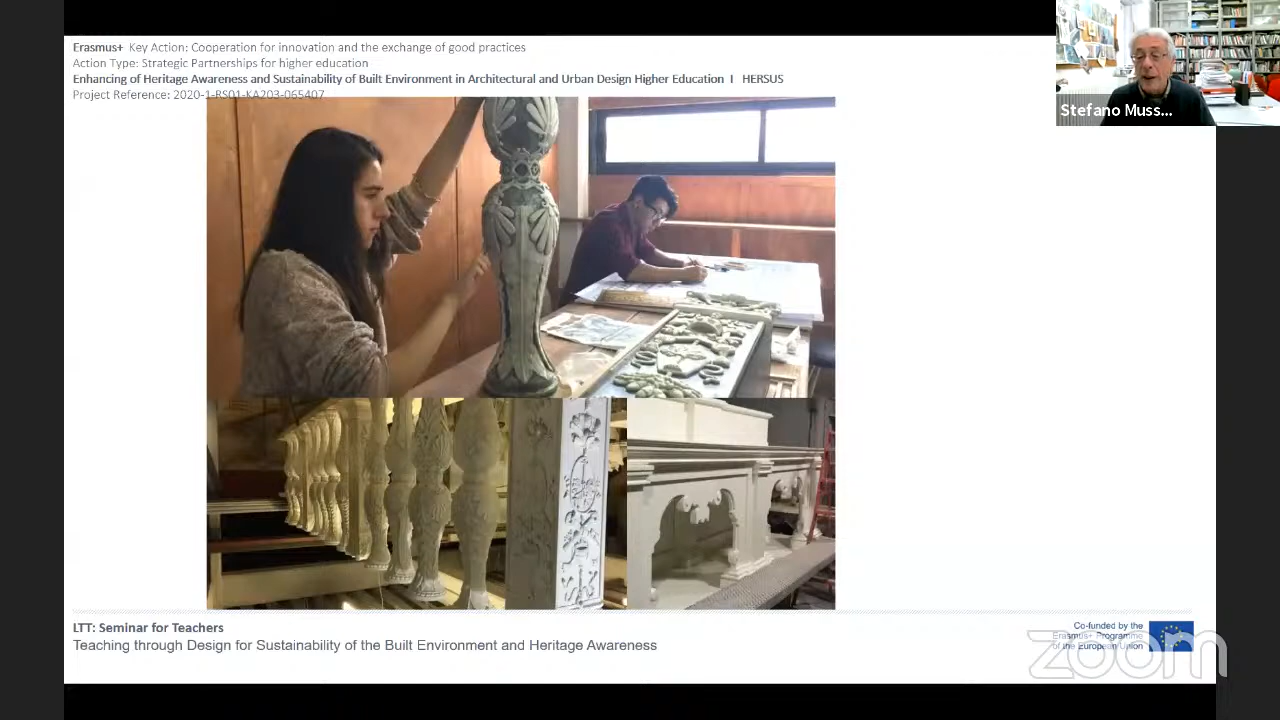 Erasmus+ Key Action: Cooperation for innovation and the exchange of good practices
Action Type: Strategic Partnerships for higher education
Enhancing of Heritage Awareness and Sustainability of Built Environment in Architectural and Urban Design Higher Education I HERSUS
Project Reference: 2020-1-RS01-KA203-065407
Stefano Muss...
LTT: Seminar for Teachers
Teaching through Design for Sustainability of the Built Environment and Heritage Awareness
Co-funded by the
Erasmus+ Programme
of the European Union
zoom